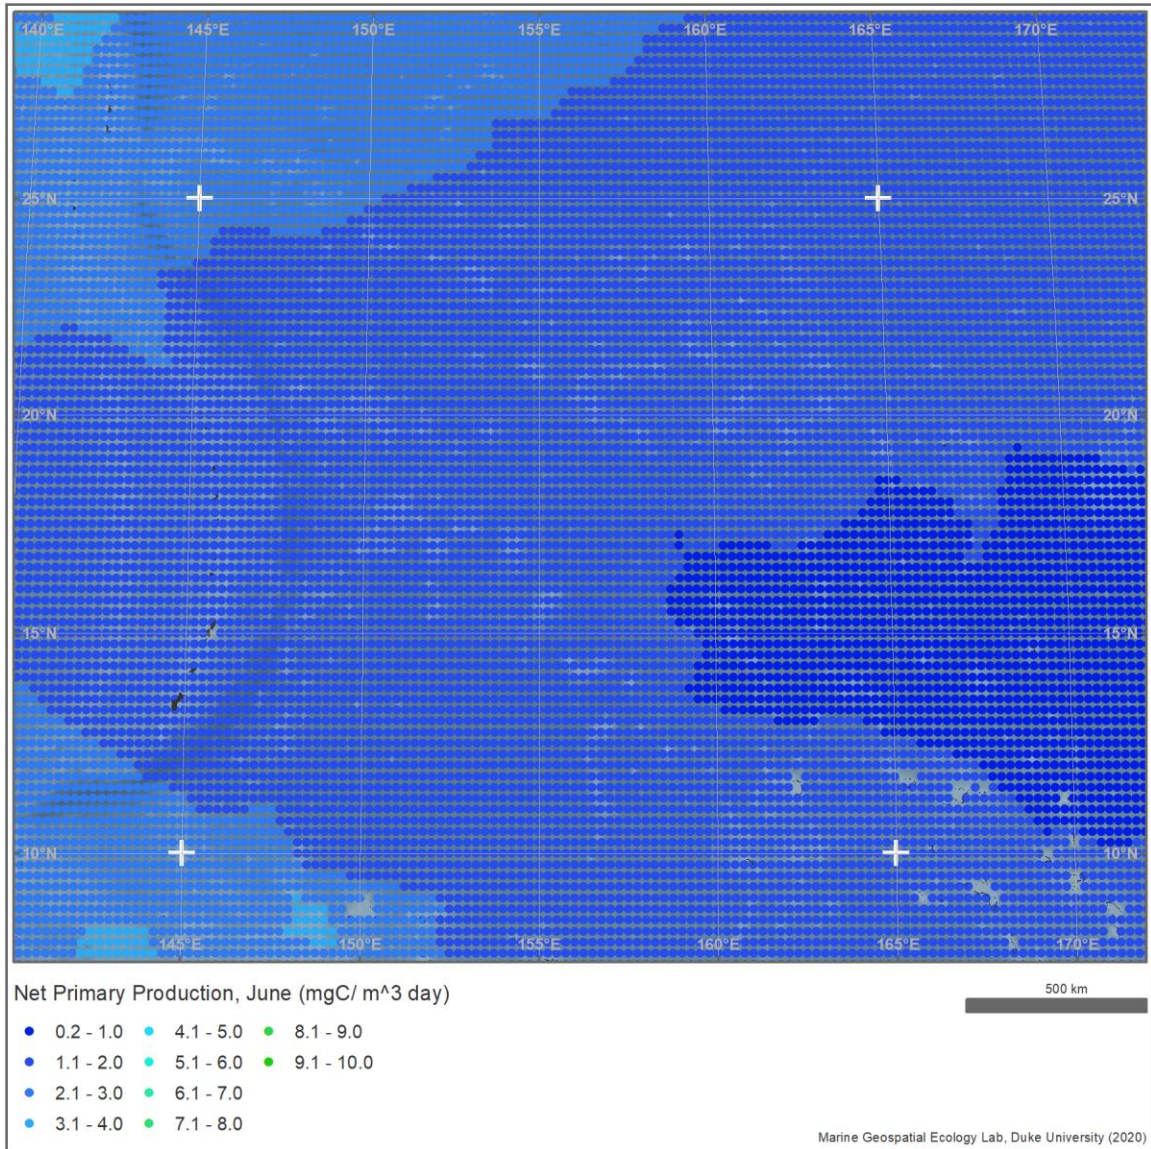 140°E 145°E 150°E 155°E 160°E 165°E 170°E
25°N 25°N
20°N 20°N
15°N 15°N
10°N 10°N
145°E 150°E 155°E 160°E 165°E 170°E
Net Primary Production, June (mgC/ m^3 day)
500 km
0.2 - 1.0 4.1 - 5.0 8.1 - 9.0
1.1 - 2.0 5.1 - 6.0 9.1 - 10.0
2.1 - 3.0 6.1 - 7.0
3.1 - 4.0 7.1 - 8.0
Marine Geospatial Ecology Lab, Duke University (2020)